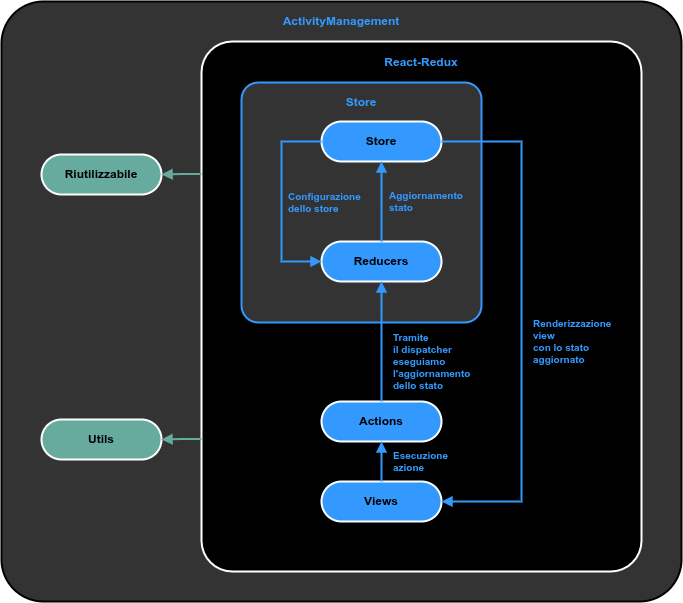 ActivityManagement
React-Redux
Store
Store
Riutilizzabile
Configurazione
dello store
Aggiornamento
stato
Reducers
Renderizzazione
view
con lo stato
aggiornato
Tramite
il dispatcher
eseguiamo
l'aggiornamento
dello stato
Actions
Utils
Esecuzione
azione
Views